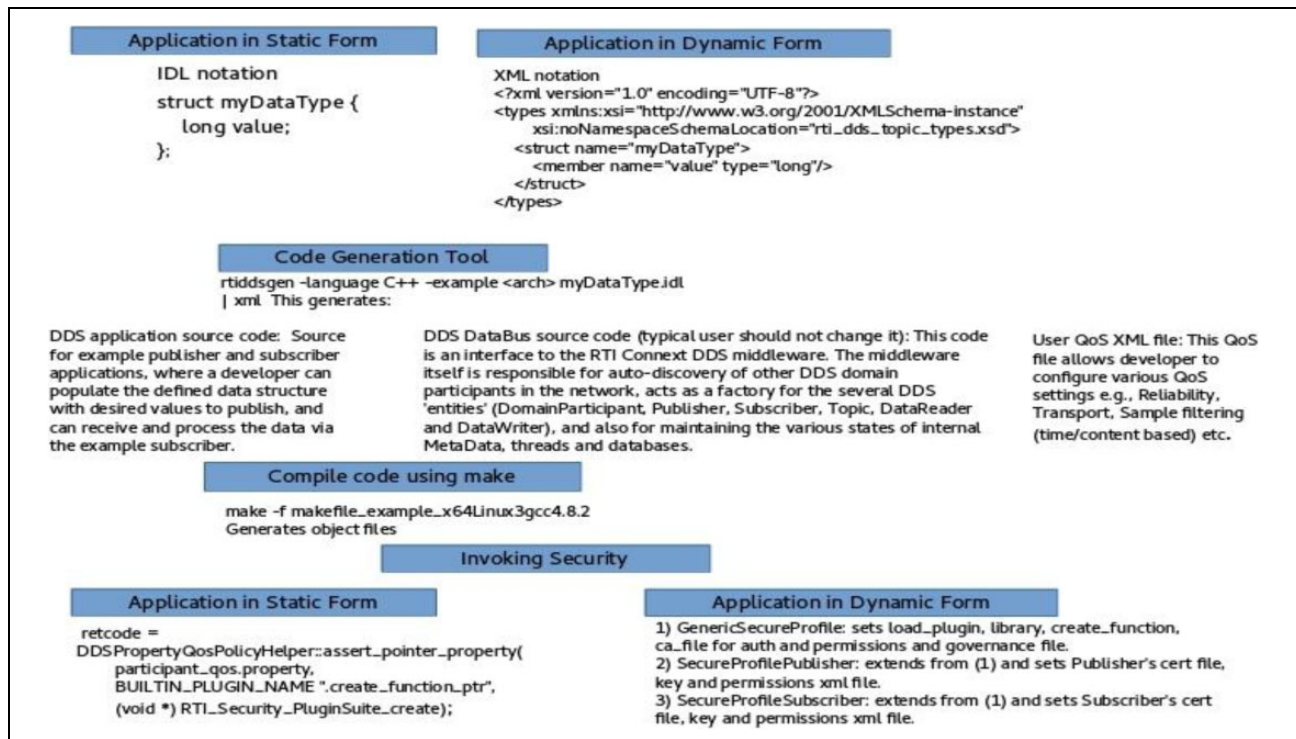 Application in Static Form
IDL notation
struct myDataType {
long value;
};
Application in Dynamic Form
XML notation
<?xml version="1.0" encoding="UTF-8"?>
<types xmlns:xsi="http://www.w3.org/2001/XMLSchema-instance"
xsi:noNamespaceSchemaLocation="rti_dds_topic_types.xsd">
<struct name="myDataType">
<member name="value" type="long"/>
</struct>
</types>
Code Generation Tool
rtiddsgen -language C++ -example <arch> myDataType.idl
| xml This generates:
DDS application source code: Source
for example publisher and subscriber
applications, where a developer can
populate the defined data structure
with desired values to publish, and
can receive and process the data via
the example subscriber.
DDS DataBus source code (typical user should not change it): This code
is an interface to the RTI Connext DDS middleware. The middleware
itself is responsible for auto-discovery of other DDS domain
participants in the network, acts as a factory for the several DDS
'entities' (DomainParticipant, Publisher, Subscriber, Topic, DataReader
and DataWriter), and also for maintaining the various states of internal
MetaData, threads and databases.
User QoS XML file: This QoS
file allows developer to
configure various QoS
settings e.g., Reliability,
Transport, Sample filtering
(time/content based) etc.
Compile code using make
make -f makefile_example_x64Linux3gcc4.8.2
Generates object files
Invoking Security
Application in Static Form
retcode =
DDSPropertyQosPolicyHelper::assert_pointer_property(
participant_qos.property,
BUILTIN_PLUGIN_NAME ".create_function_ptr",
(void *) RTI_Security_PluginSuite_create);
Application in Dynamic Form
1) GenericSecureProfile: sets load_plugin, library, create_function,
ca_file for auth and permissions and governance file.
2) SecureProfilePublisher: extends from (1) and sets Publisher's cert file,
key and permissions xml file.
3) SecureProfileSubscriber: extends from (1) and sets Subscriber's cert
file, key and permissions xml file.